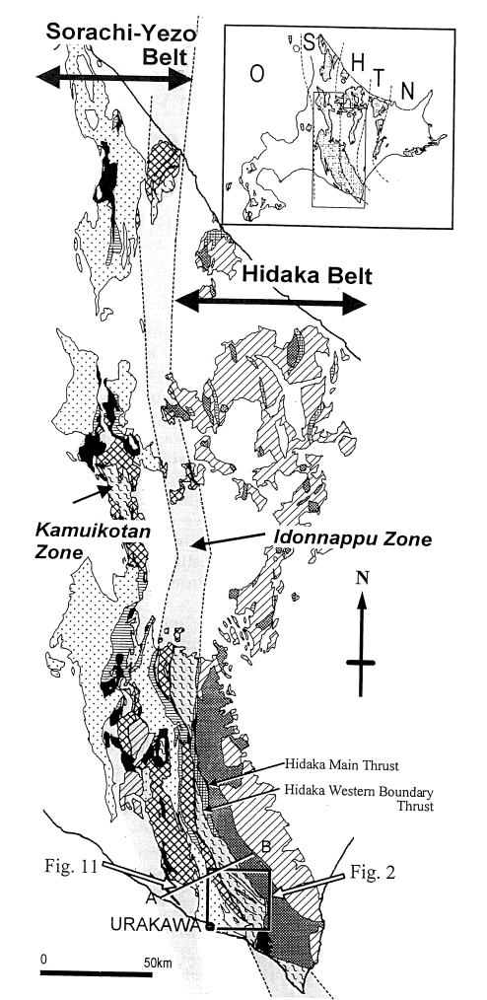 Sorachi-Yezo
Belt
O
S
H
T
N
Hidaka Belt
Kamuikotan
Zone
Idonnappu Zone
N
Hidaka Main Thrust
Hidaka Western Boundary
Thrust
B
Fig. 11
Fig. 2
A
URAKAWA
0
50km